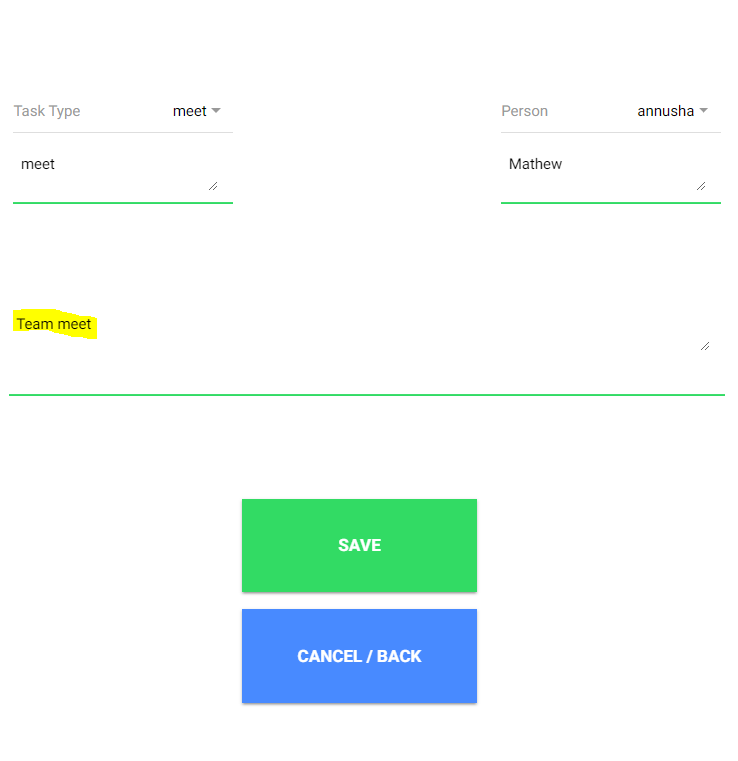 Task Type meet Person annusha
meet Mathew
Team meet
SAVE
CANCEL / BACK